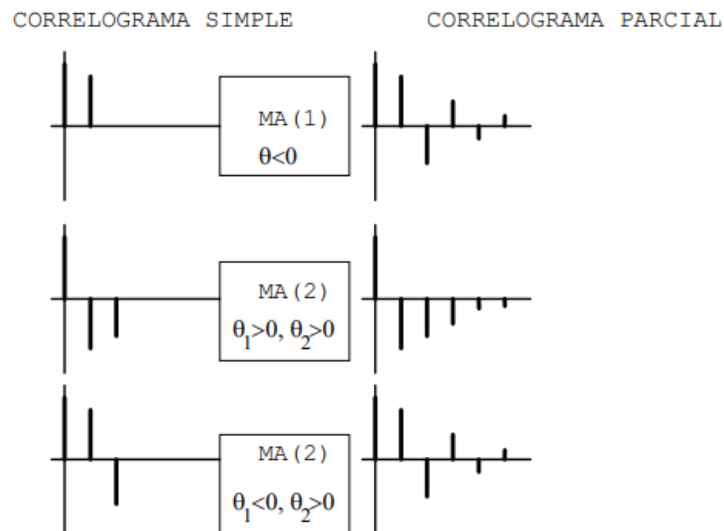 CORRELOGRAMA SIMPLE CORRELOGRAMA PARCIAL
MA(1)
θ<0
MA(2)
θ₁>0, θ₂>0
MA(2)
θ₁<0, θ₂>0